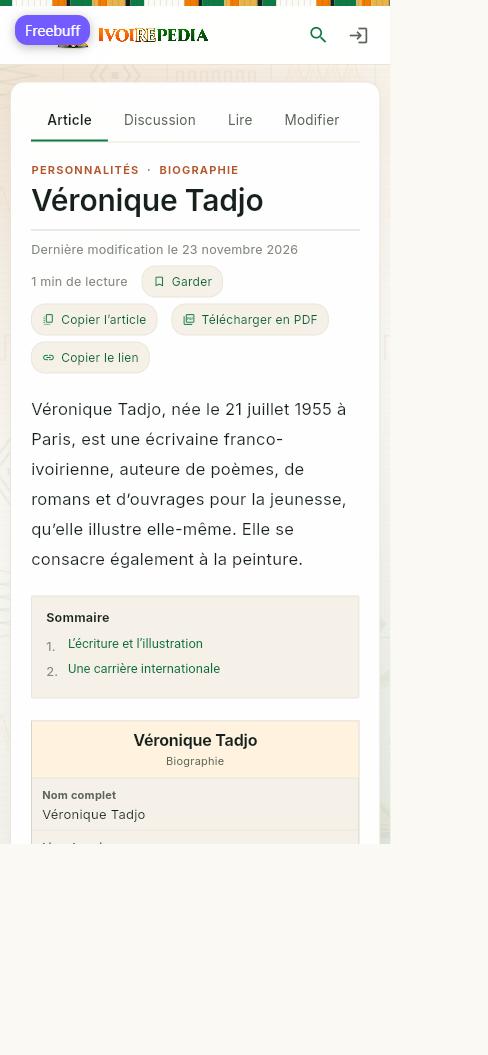 Freebuff
IVOIREPEDIA
Article Discussion Lire Modifier
PERSONNALITÉS · BIOGRAPHIE
Véronique Tadjo
Dernière modification le 23 novembre 2026
1 min de lecture Garder
Copier l’article Télécharger en PDF
Copier le lien
Véronique Tadjo, née le 21 juillet 1955 à
Paris, est une écrivaine franco-
ivoirienne, auteure de poèmes, de
romans et d’ouvrages pour la jeunesse,
qu’elle illustre elle-même. Elle se
consacre également à la peinture.
Sommaire
1. L’écriture et l’illustration
2. Une carrière internationale
Véronique Tadjo
Biographie
Nom complet
Véronique Tadjo